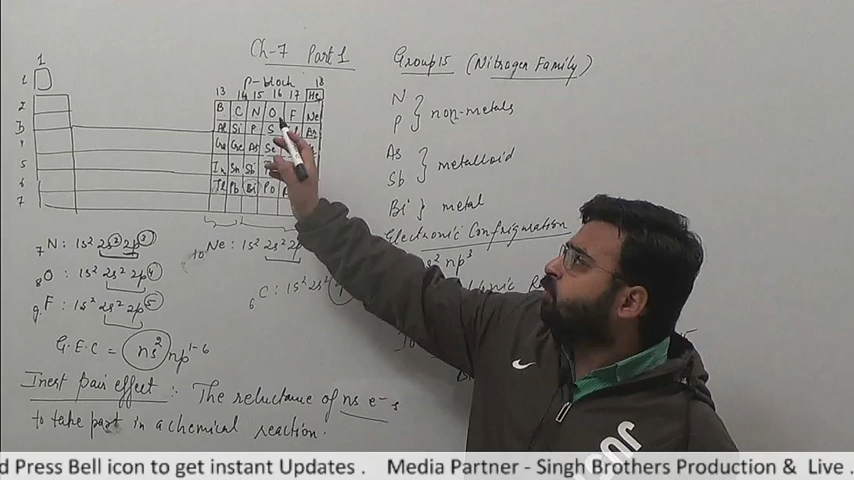 Ch-7 Part 1
P-block
1
13 14 15 16 17 18
1 He
2 B C N O F Ne
3 Al Si P S Ar
4 Ga Ge As Se
5 In Sn Sb
6 Tl Pb Bi Po
7
7N : 1s² 2s² 2p³
8O : 1s² 2s² 2p⁴
9F : 1s² 2s² 2p⁵
10Ne : 1s² 2s² 2p
6C : 1s² 2s²
G.E.C = ns² np¹⁻⁶
Inert pair effect : The reluctance of ns e-s
to take part in a chemical reaction.
Group 15 (Nitrogen Family)
N
P } non-metals
As
Sb } metalloid
Bi } metal
Electronic Configuration
np³
d Press Bell icon to get instant Updates . Media Partner - Singh Brothers Production & Live .